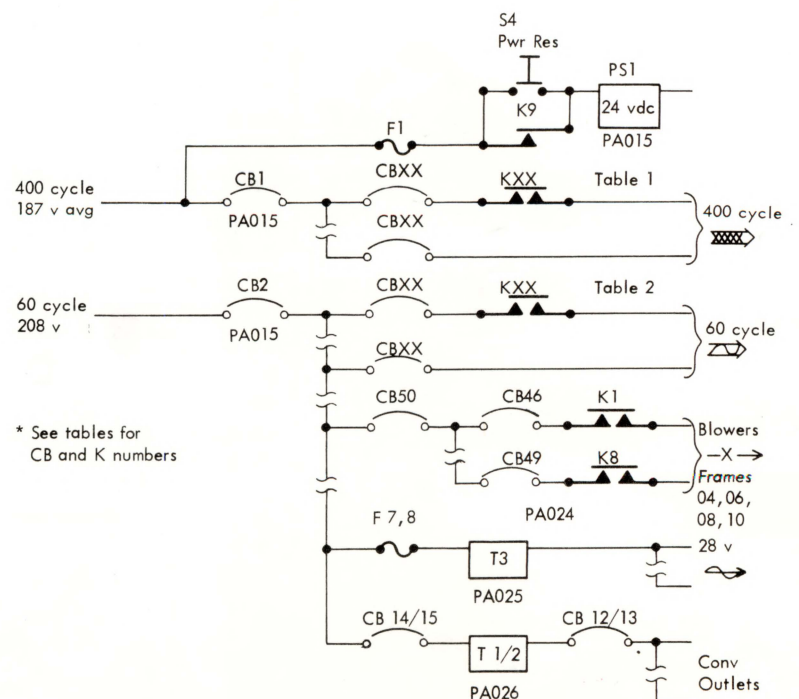 S4
Pwr Res
PS1
K9
24 vdc
F1
PA015
CBXX
CB1
KXX
Table 1
400 cycle
187 v avg
400 cycle
PA015
CBXX
CB2
CBXX
KXX
Table 2
60 cycle
208 v
60 cycle
PA015
CBXX
CB50
CB46
K1
* See tables for
CB and K numbers
Blowers
–X→
CB49
K8
Frames
04, 06,
08, 10
PA024
F 7, 8
28 v
T3
PA025
CB 14/15
CB 12/13
T 1/2
Conv
Outlets
PA026